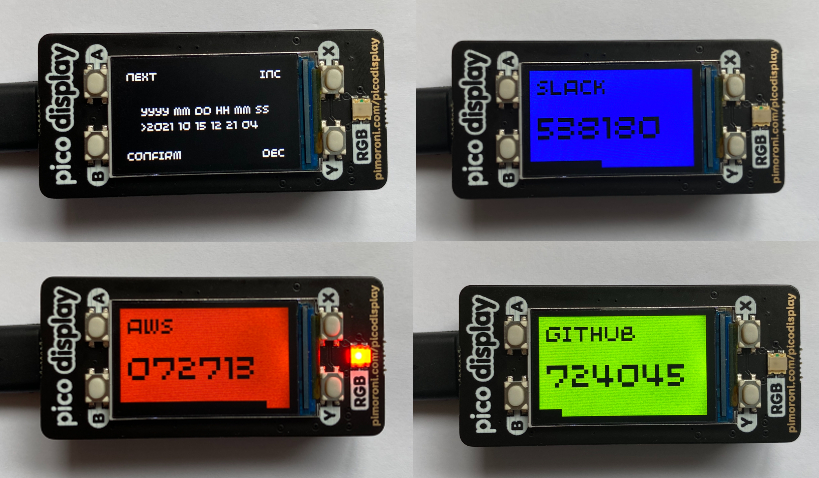 pico display
A
B
X
Y
NEXT INC
YYYY MM DD HH MM SS
>2021 10 15 12 21 04
CONFIRM DEC
RGB
pimoroni.com/picodisplay
pico display
A
B
X
Y
SLACK
538180
RGB
pimoroni.com/picodisplay
pico display
A
B
X
Y
AWS
072713
RGB
pimoroni.com/picodisplay
pico display
A
B
X
Y
GITHUB
724045
RGB
pimoroni.com/picodisplay